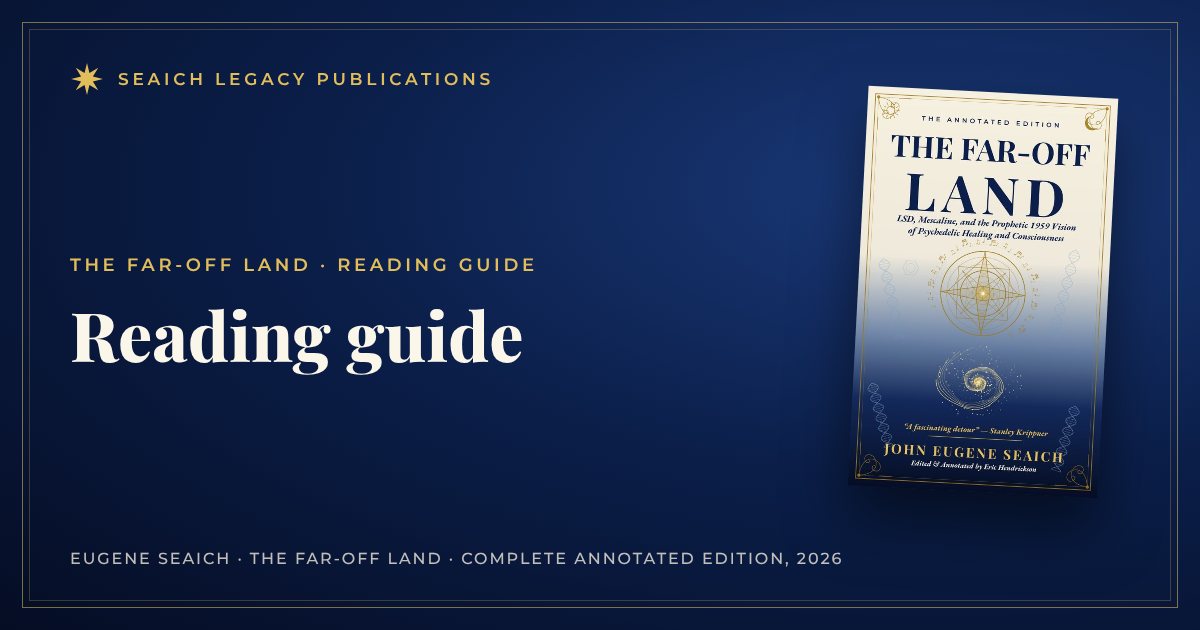 SEAICH LEGACY PUBLICATIONS
THE FAR-OFF LAND · READING GUIDE
Reading guide
EUGENE SEAICH · THE FAR-OFF LAND · COMPLETE ANNOTATED EDITION, 2026
THE ANNOTATED EDITION
THE FAR-OFF
LAND
LSD, Mescaline, and the Prophetic 1959 Vision
of Psychedelic Healing and Consciousness
"A fascinating detour" — Stanley Krippner
JOHN EUGENE SEAICH
Edited & Annotated by Eric Hendrickson